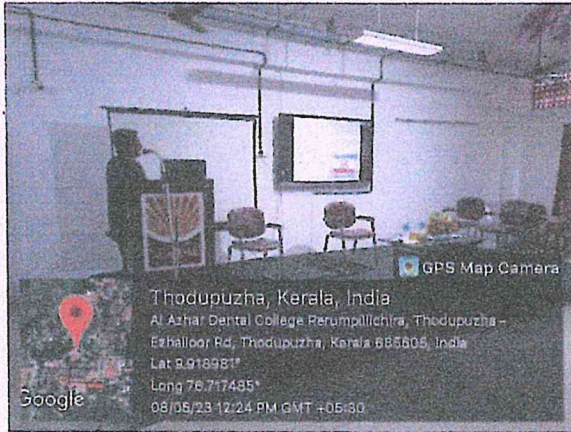 GPS Map Camera
Thodupuzha, Kerala, India
Al Azhar Dental College Perumpillichira, Thodupuzha -
Ezhalloor Rd, Thodupuzha, Kerala 685605, India
Lat 9.918981°
Long 76.717485°
08/05/23 12:24 PM GMT +05:30
Google